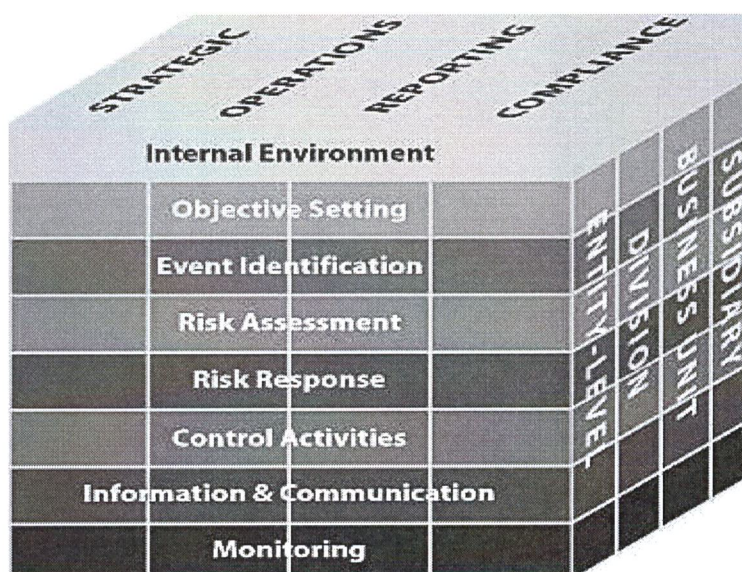 STRATEGIC
OPERATIONS
REPORTING
COMPLIANCE
Internal Environment
Objective Setting
Event Identification
Risk Assessment
Risk Response
Control Activities
Information & Communication
Monitoring
ENTITY-LEVEL
DIVISION
BUSINESS UNIT
SUBSIDIARY